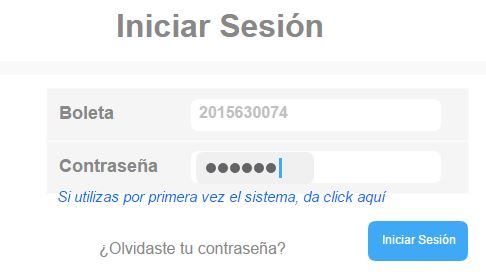 Iniciar Sesión
Boleta 2015630074
Contraseña ●●●●●●
Si utilizas por primera vez el sistema, da click aquí
¿Olvidaste tu contraseña? Iniciar Sesión